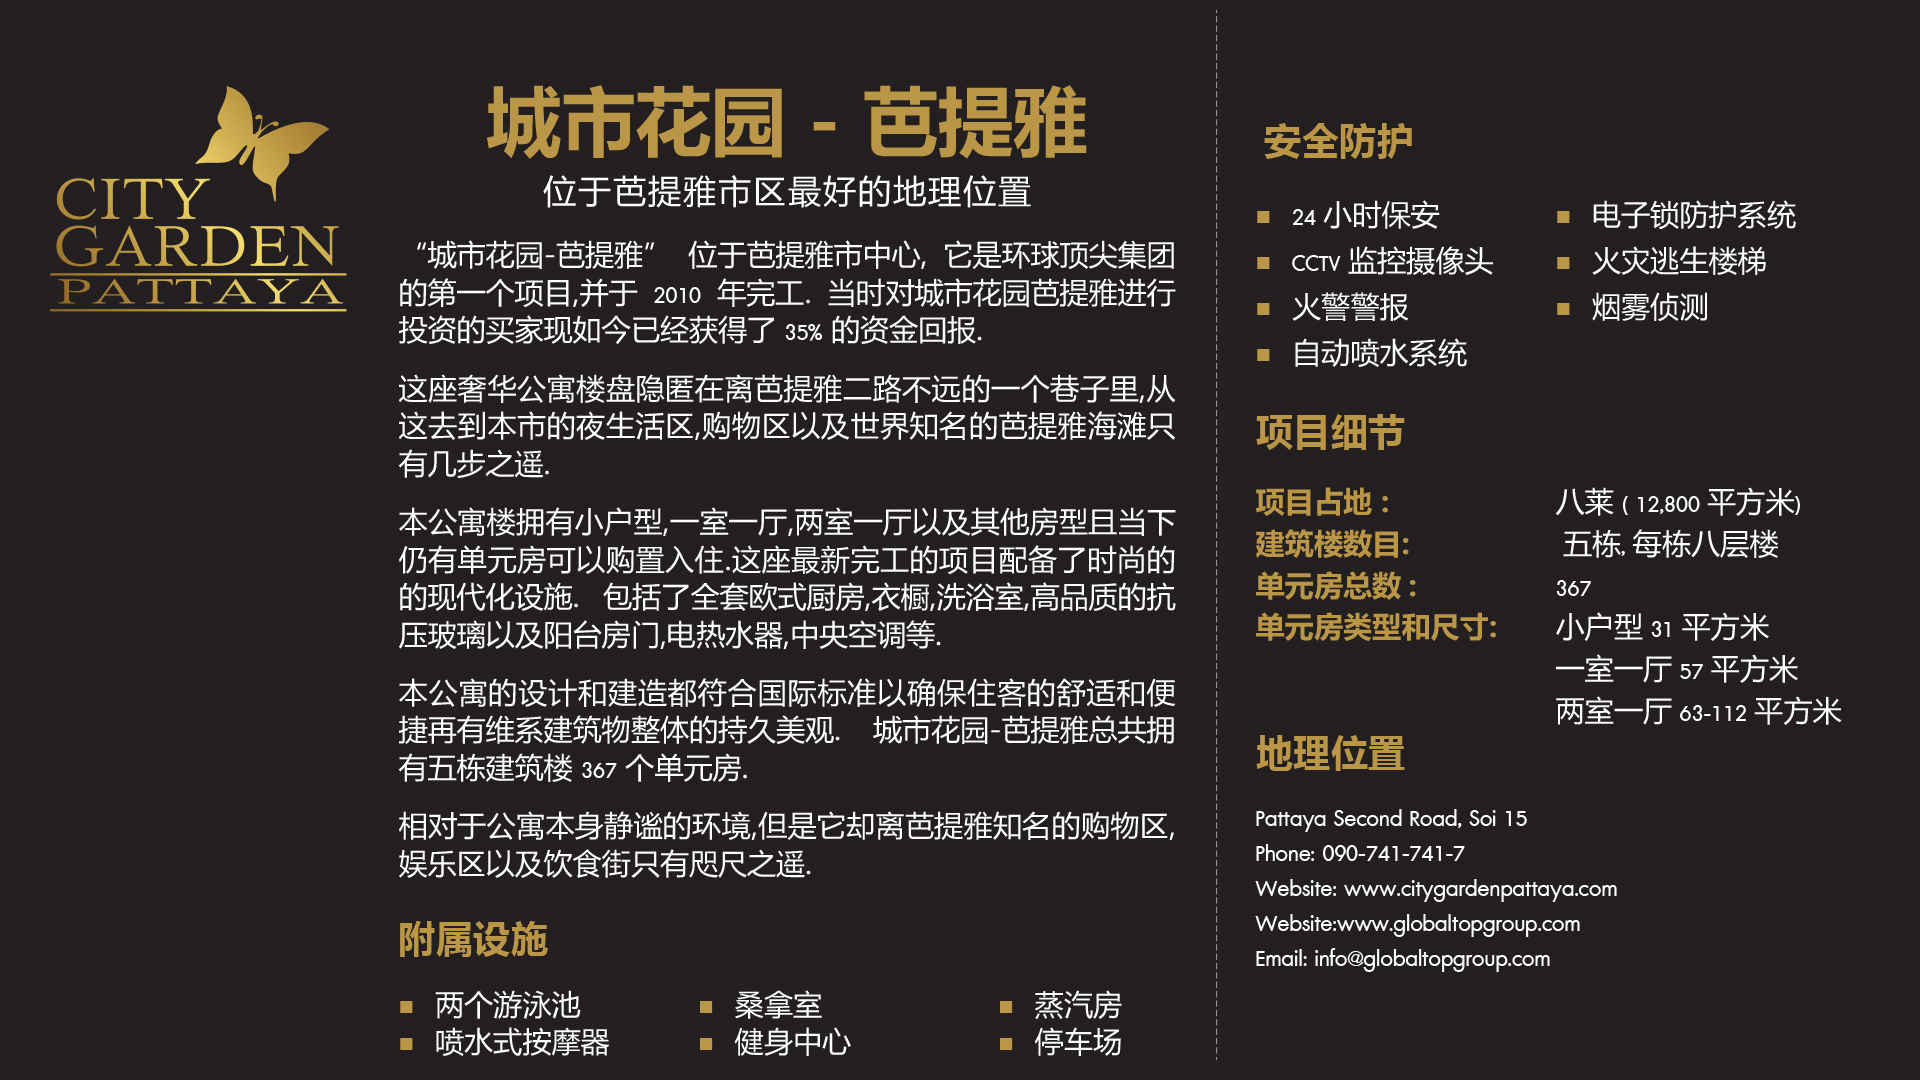 CITY
GARDEN
PATTAYA
城市花园 - 芭提雅
位于芭提雅市区最好的地理位置
“城市花园-芭提雅” 位于芭提雅市中心, 它是环球顶尖集团
的第一个项目,并于 2010 年完工. 当时对城市花园芭提雅进行
投资的买家现如今已经获得了 35% 的资金回报.
这座奢华公寓楼盘隐匿在离芭提雅二路不远的一个巷子里,从
这去到本市的夜生活区,购物区以及世界知名的芭提雅海滩只
有几步之遥.
本公寓楼拥有小户型,一室一厅,两室一厅以及其他房型且当下
仍有单元房可以购置入住.这座最新完工的项目配备了时尚的
的现代化设施. 包括了全套欧式厨房,衣橱,洗浴室,高品质的抗
压玻璃以及阳台房门,电热水器,中央空调等.
本公寓的设计和建造都符合国际标准以确保住客的舒适和便
捷再有维系建筑物整体的持久美观. 城市花园-芭提雅总共拥
有五栋建筑楼 367 个单元房.
相对于公寓本身静谧的环境,但是它却离芭提雅知名的购物区,
娱乐区以及饮食街只有咫尺之遥.
附属设施
两个游泳池 桑拿室 蒸汽房
喷水式按摩器 健身中心 停车场
安全防护
24 小时保安 电子锁防护系统
CCTV 监控摄像头 火灾逃生楼梯
火警警报 烟雾侦测
自动喷水系统
项目细节
项目占地 : 八莱 ( 12,800 平方米)
建筑楼数目: 五栋, 每栋八层楼
单元房总数 : 367
单元房类型和尺寸: 小户型 31 平方米
一室一厅 57 平方米
两室一厅 63-112 平方米
地理位置
Pattaya Second Road, Soi 15
Phone: 090-741-741-7
Website: www.citygardenpattaya.com
Website:www.globaltopgroup.com
Email: info@globaltopgroup.com